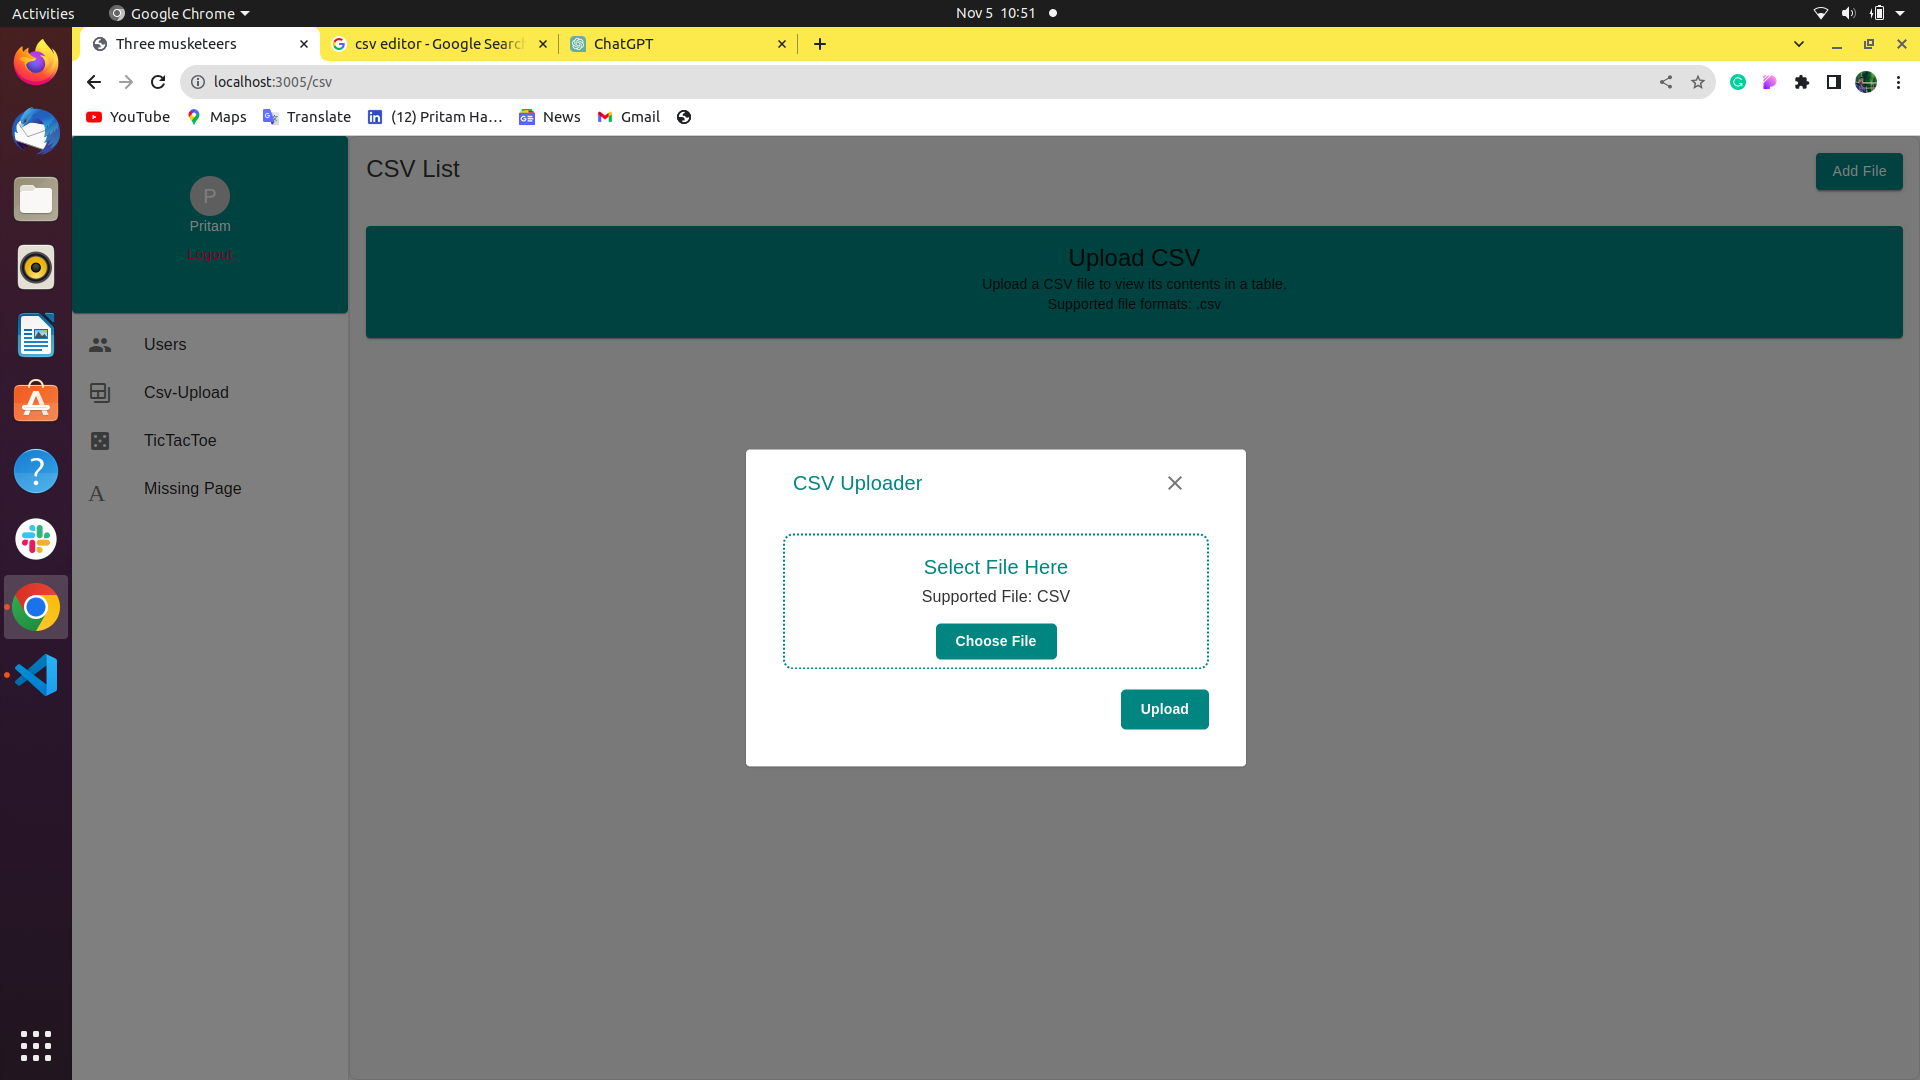 Activities
Google Chrome
Nov 5 10:51
Three musketeers
csv editor - Google Search
ChatGPT
localhost:3005/csv
YouTube
Maps
Translate
(12) Pritam Ha…
News
Gmail
P
Pritam
Logout
Users
Csv-Upload
TicTacToe
A
Missing Page
CSV List
Add File
Upload CSV
Upload a CSV file to view its contents in a table.
Supported file formats: .csv
CSV Uploader
Select File Here
Supported File: CSV
Choose File
Upload